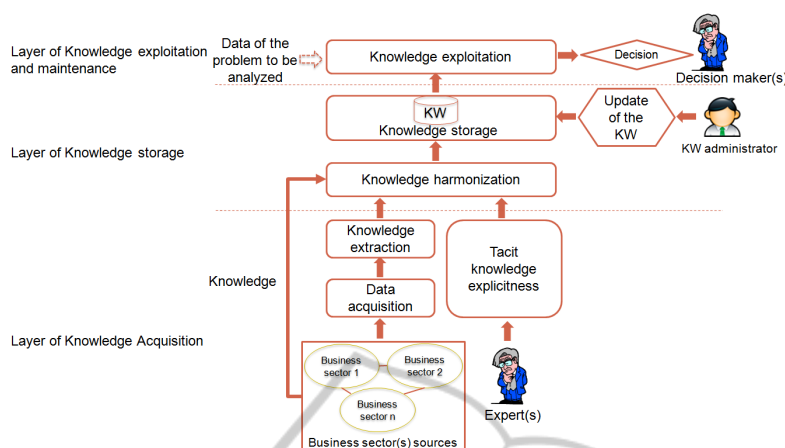 Layer of Knowledge exploitation
and maintenance
Data of the
problem to be
analyzed
Knowledge exploitation
Decision
Decision maker(s)
KW
Knowledge storage
Update
of the
KW
KW administrator
Layer of Knowledge storage
Knowledge harmonization
Knowledge
extraction
Tacit
knowledge
explicitness
Knowledge
Data
acquisition
Layer of Knowledge Acquisition
Business
sector 1
Business
sector 2
Business
sector n
Expert(s)
Business sector(s) sources